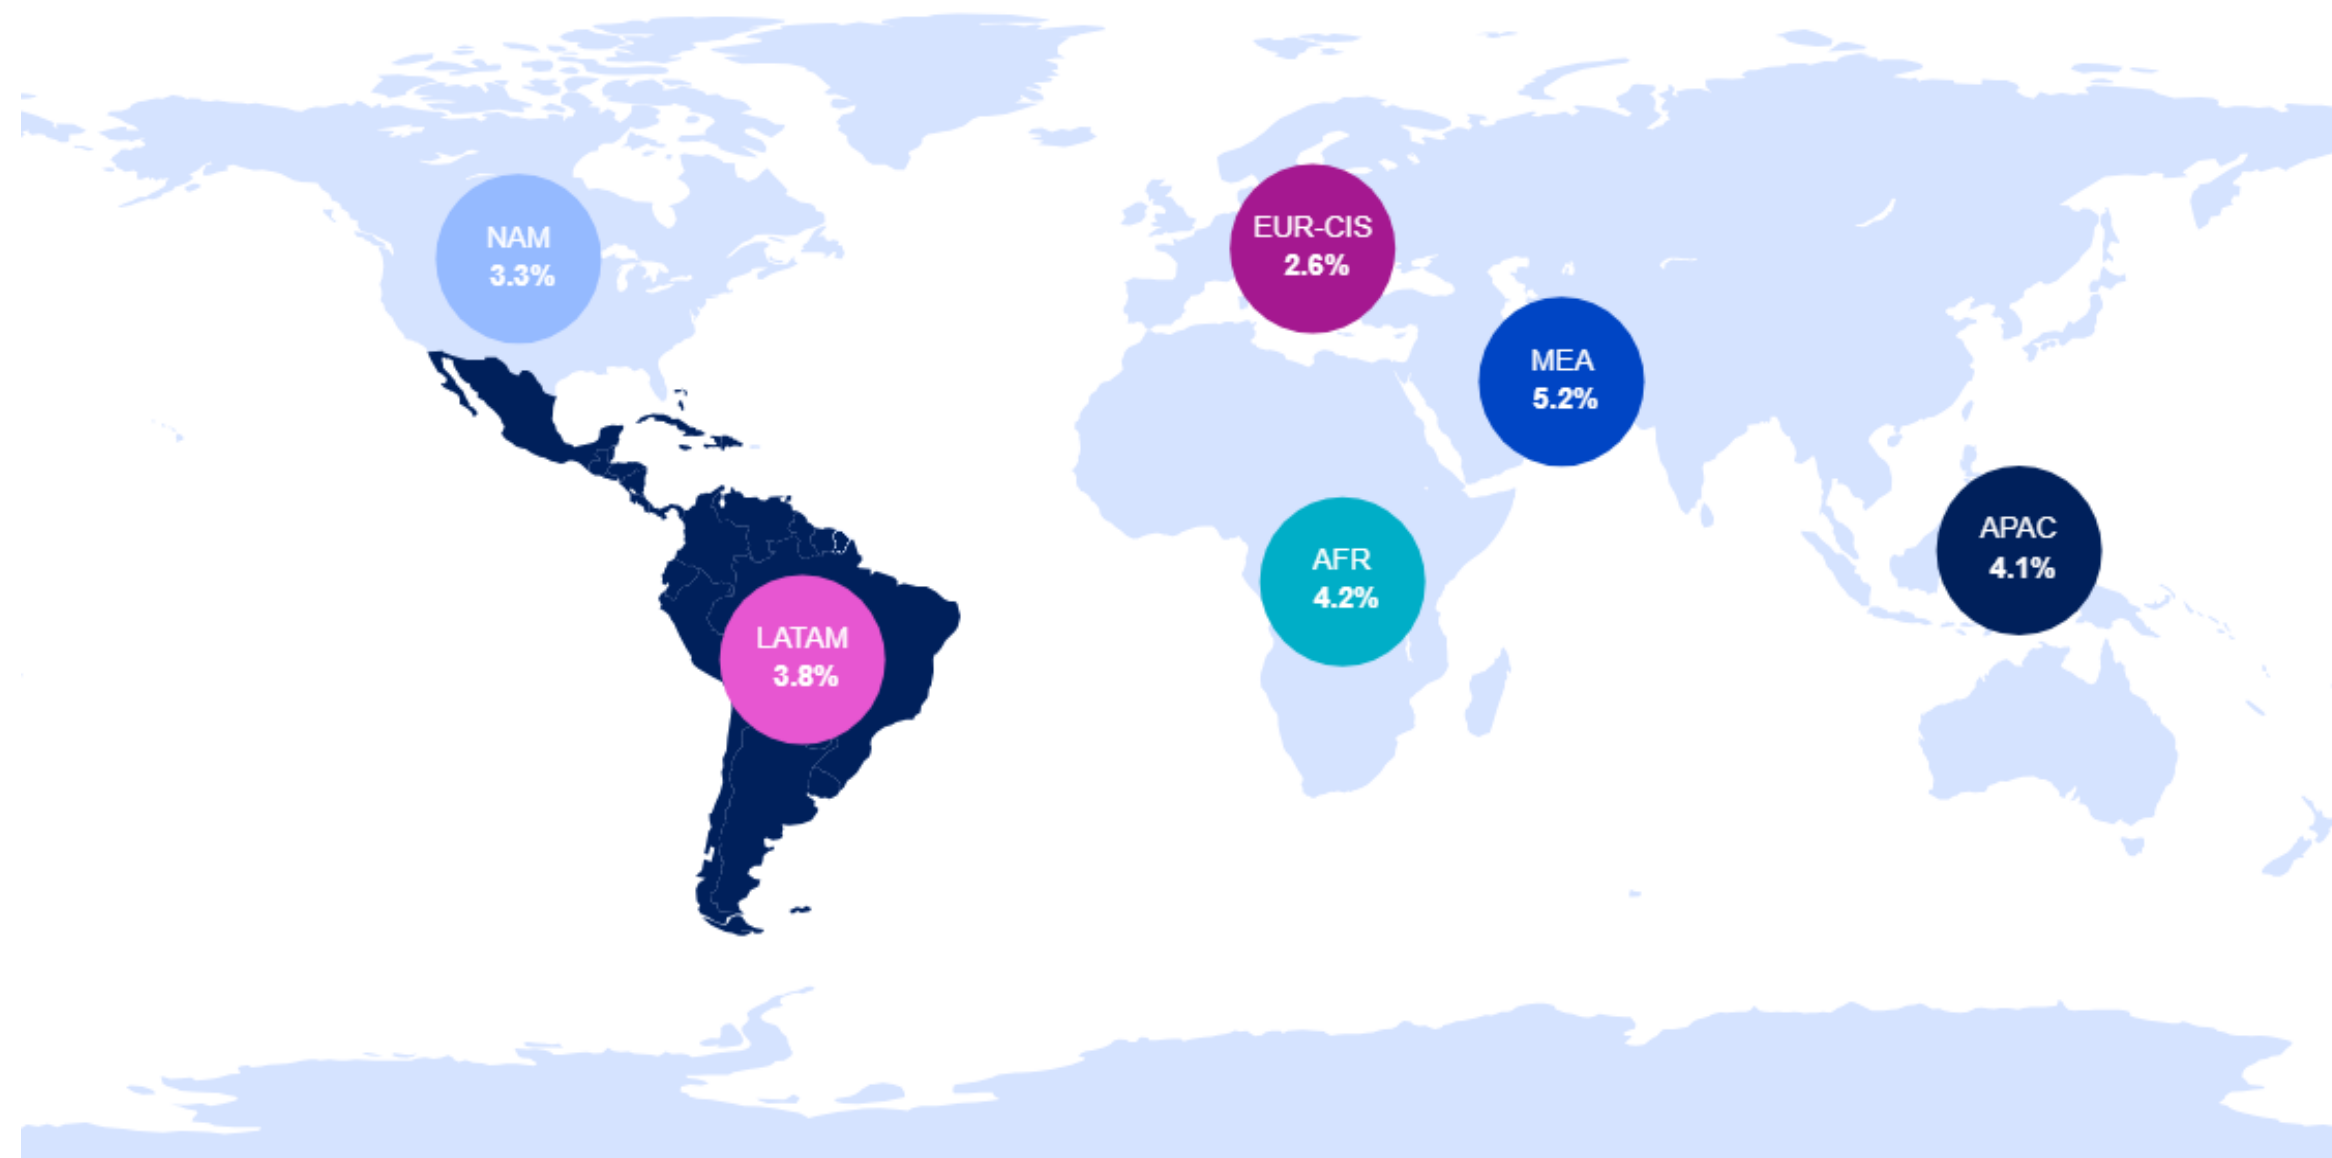 NAM
3.3%
EUR-CIS
2.6%
MEA
5.2%
APAC
4.1%
AFR
4.2%
LATAM
3.8%